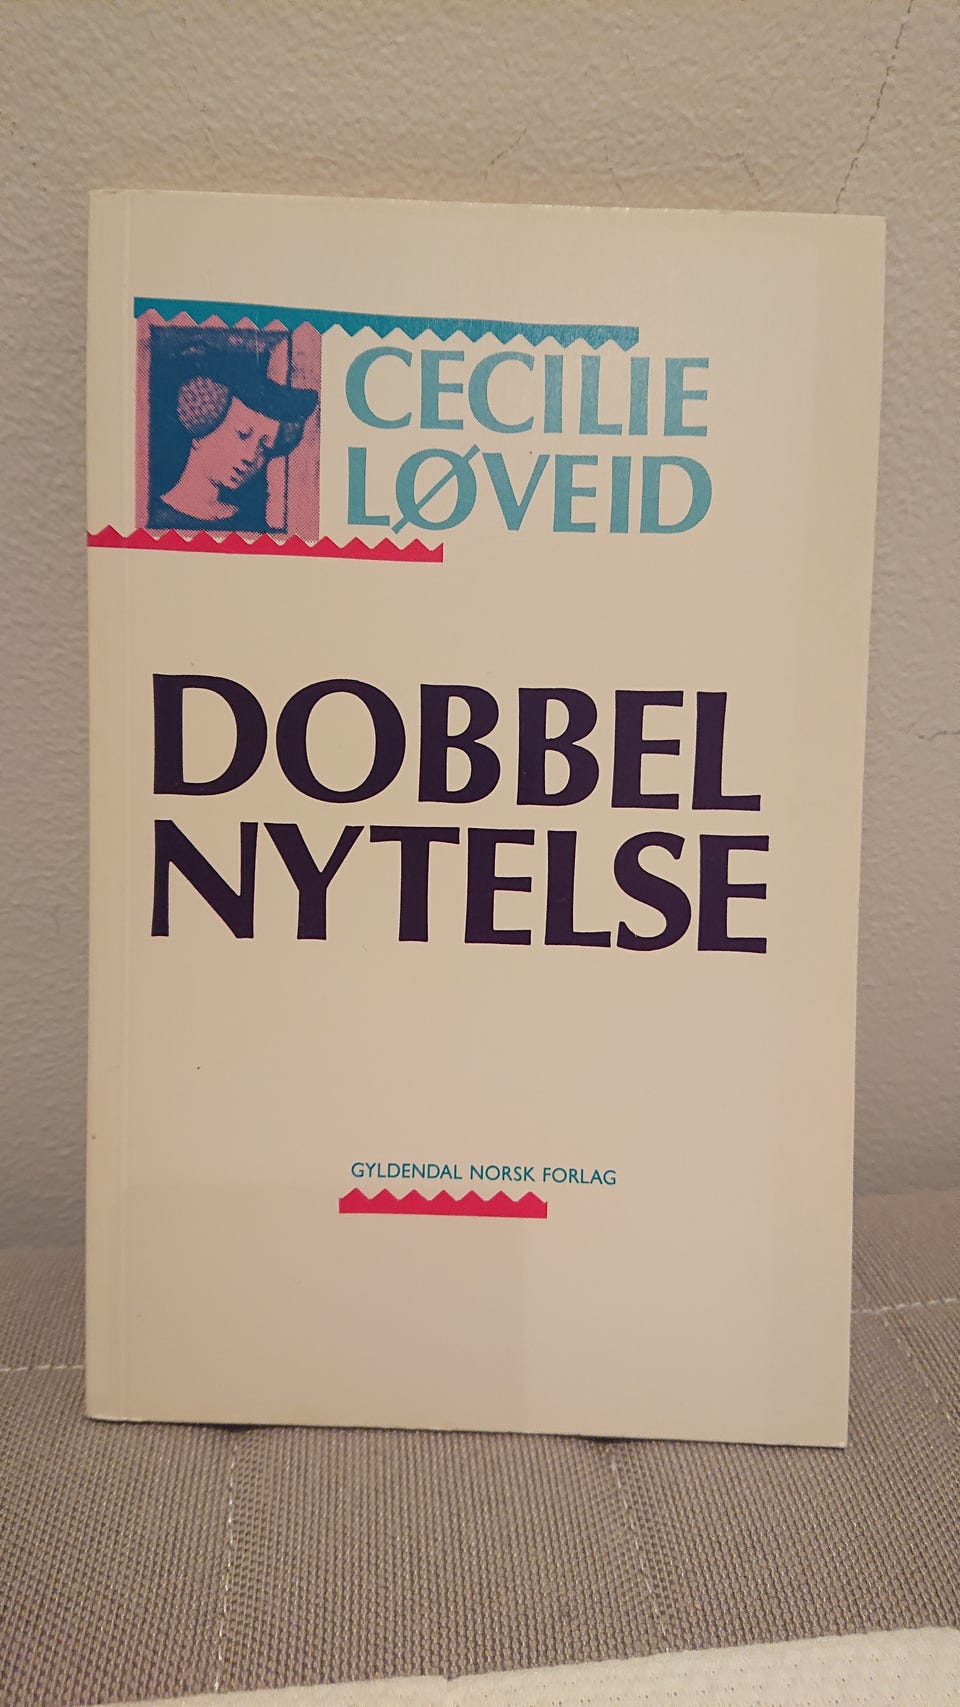 CECILIE
LØVEID
DOBBEL
NYTELSE
GYLDENDAL NORSK FORLAG